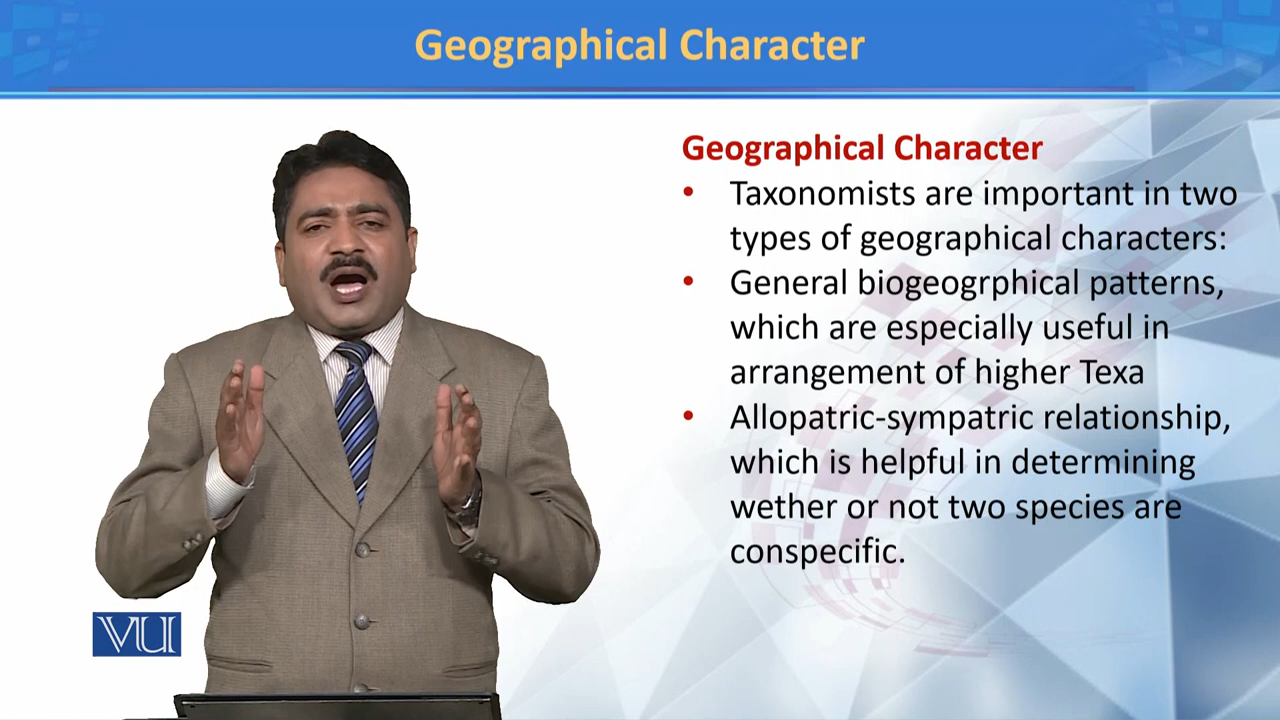 Geographical Character
Geographical Character
• Taxonomists are important in two
types of geographical characters:
• General biogeogrphical patterns,
which are especially useful in
arrangement of higher Texa
• Allopatric-sympatric relationship,
which is helpful in determining
wether or not two species are
conspecific.
VU